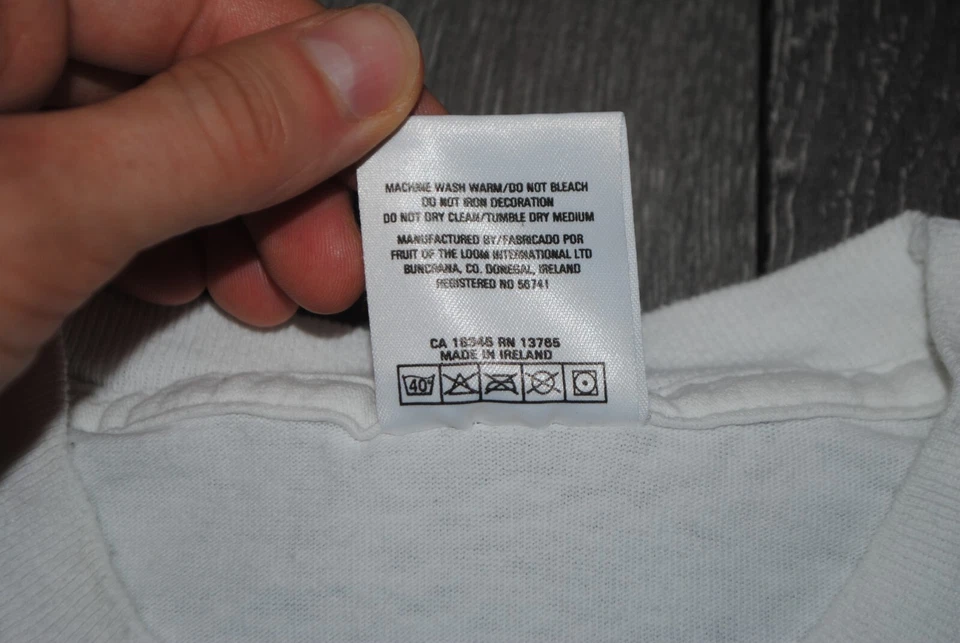 MACHINE WASH WARM/DO NOT BLEACH
DO NOT IRON DECORATION
DO NOT DRY CLEAN/TUMBLE DRY MEDIUM
MANUFACTURED BY/FABRICADO POR
FRUIT OF THE LOOM INTERNATIONAL LTD
BUNCRANA, CO. DONEGAL, IRELAND
REGISTERED NO 56741
CA RN 13765
MADE IN IRELAND
40°